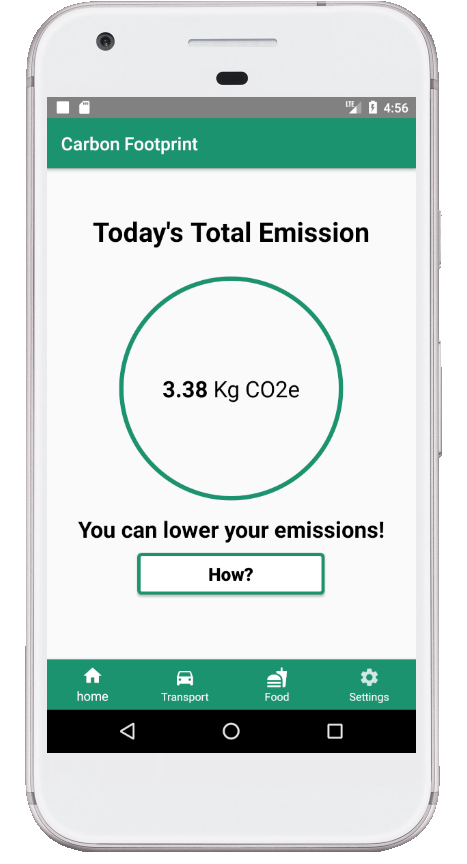 LTE 4:56
Carbon Footprint
Today's Total Emission
3.38 Kg CO2e
You can lower your emissions!
How?
home Transport Food Settings